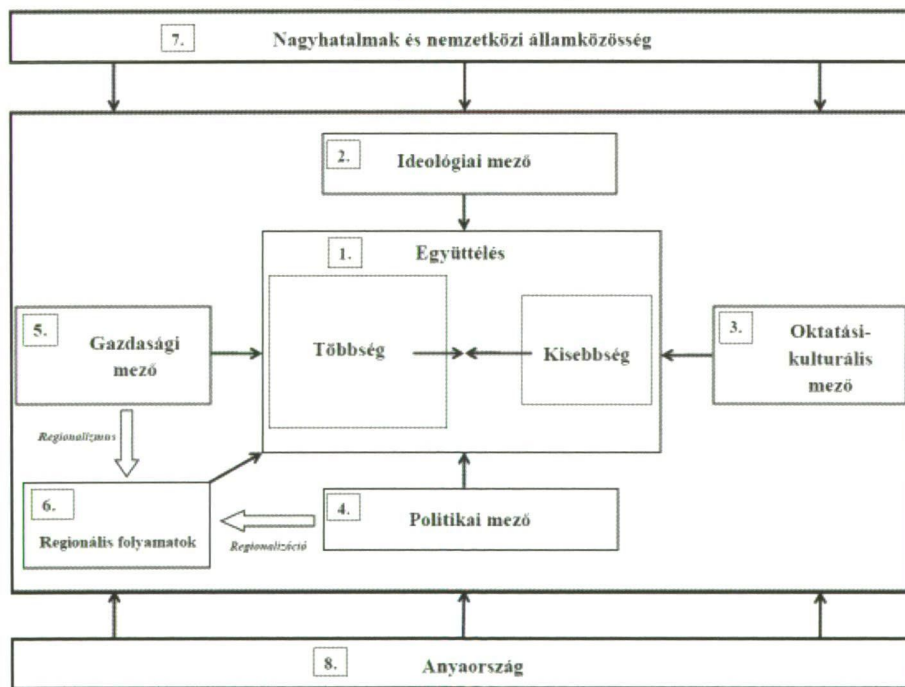 7. Nagyhatalmak és nemzetközi államközösség
2. Ideológiai mező
1. Együttélés
5. Gazdasági
mező
Többség
Kisebbség
3. Oktatási-
kulturális
mező
Regionalizmus
6.
Regionális folyamatok
Regionalizáció
4. Politikai mező
8. Anyaország